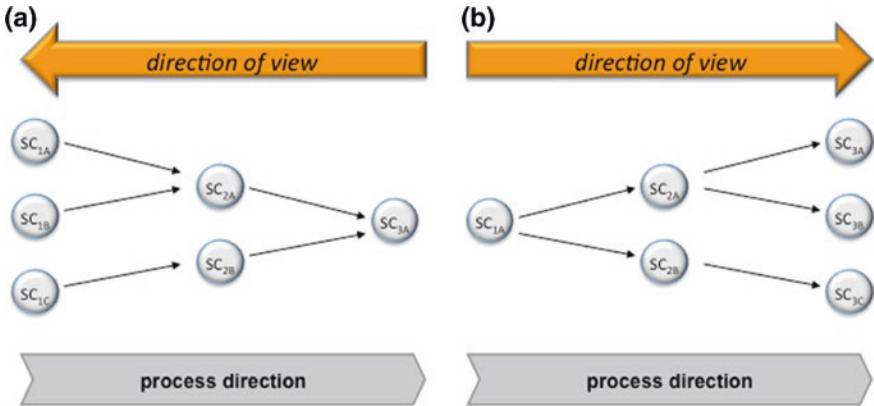 (a)
direction of view
SC1A
SC1B
SC1C
SC2A
SC2B
SC3A
process direction
(b)
direction of view
SC1A
SC2A
SC2B
SC3A
SC3B
SC3C
process direction